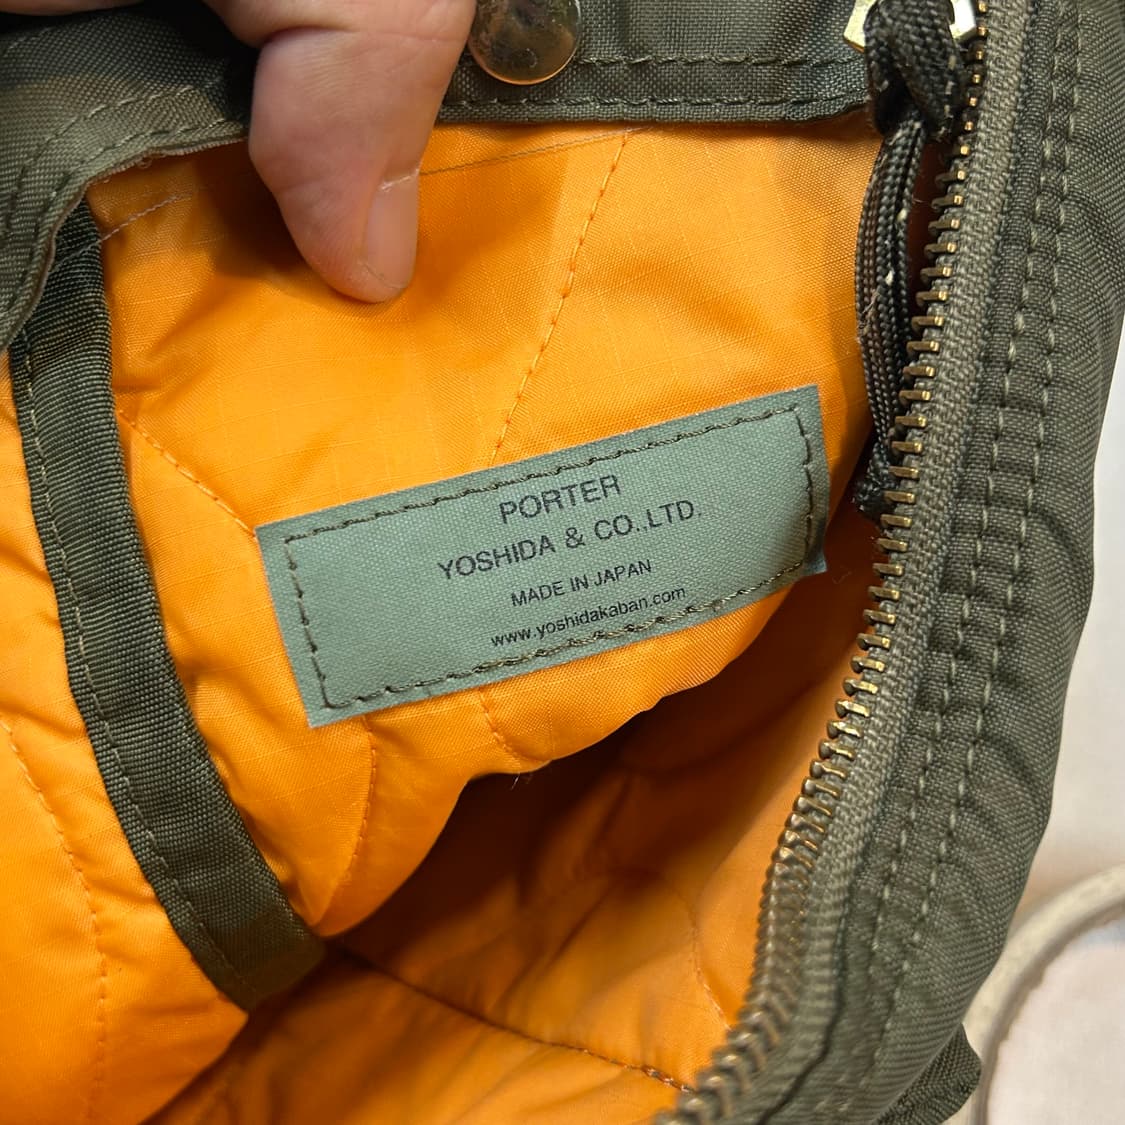 PORTER
YOSHIDA & CO.,LTD.
MADE IN JAPAN
www.yoshidakaban.com